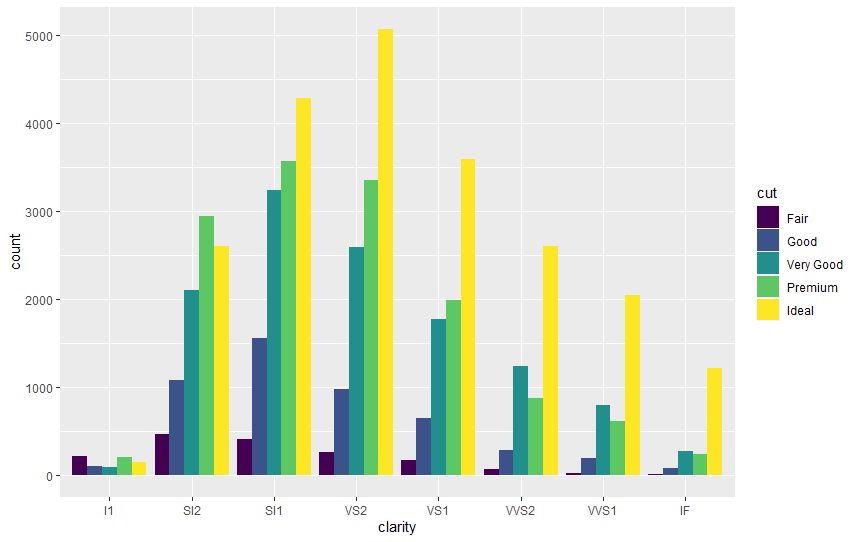 5000
4000
3000
2000
1000
0
count
I1 SI2 SI1 VS2 VS1 VVS2 VVS1 IF
clarity
cut
Fair
Good
Very Good
Premium
Ideal